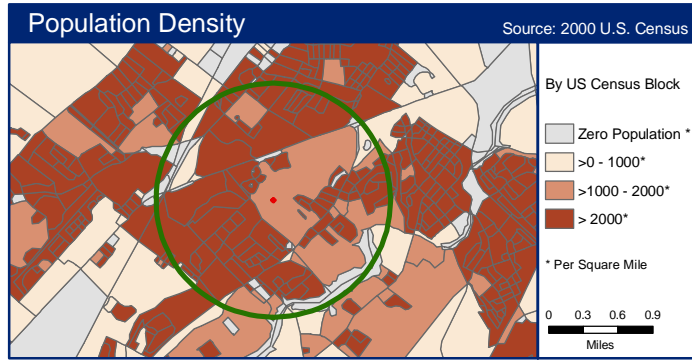 Population Density
Source: 2000 U.S. Census
By US Census Block
Zero Population *
>0 - 1000*
>1000 - 2000*
> 2000*
* Per Square Mile
0 0.3 0.6 0.9
Miles